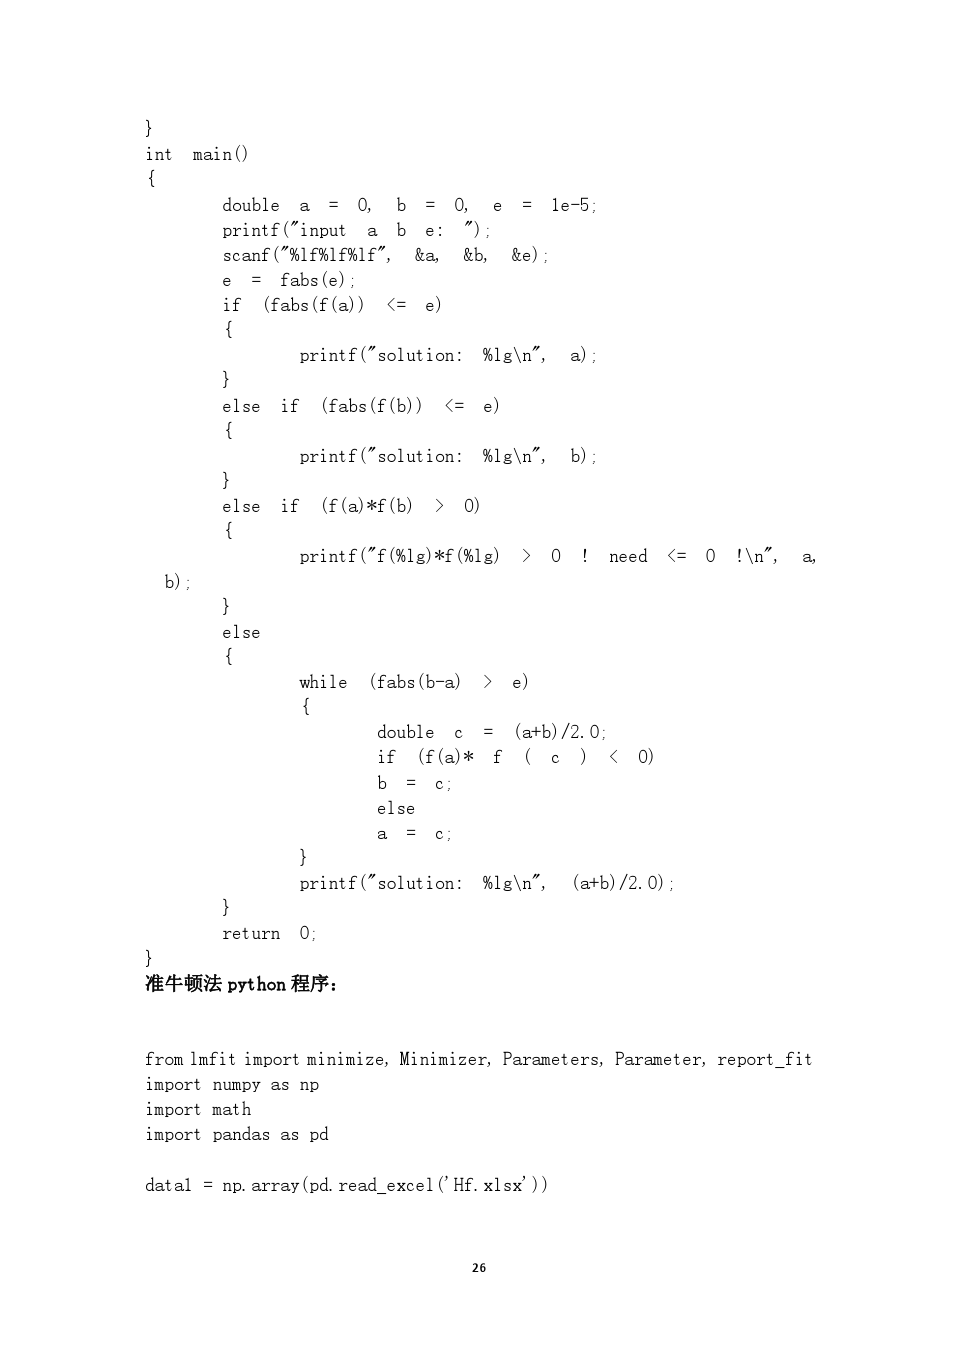 }
int main()
{
double a = 0, b = 0, e = 1e-5;
printf("input a b e: ");
scanf("%lf%lf%lf", &a, &b, &e);
e = fabs(e);
if (fabs(f(a)) <= e)
{
printf("solution: %lg\n", a);
}
else if (fabs(f(b)) <= e)
{
printf("solution: %lg\n", b);
}
else if (f(a)*f(b) > 0)
{
printf("f(%lg)*f(%lg) > 0 ! need <= 0 !\n", a,
b);
}
else
{
while (fabs(b-a) > e)
{
double c = (a+b)/2.0;
if (f(a)* f ( c ) < 0)
b = c;
else
a = c;
}
printf("solution: %lg\n", (a+b)/2.0);
}
return 0;
}
准牛顿法 python 程序：
from lmfit import minimize, Minimizer, Parameters, Parameter, report_fit
import numpy as np
import math
import pandas as pd
data1 = np.array(pd.read_excel('Hf.xlsx'))
26